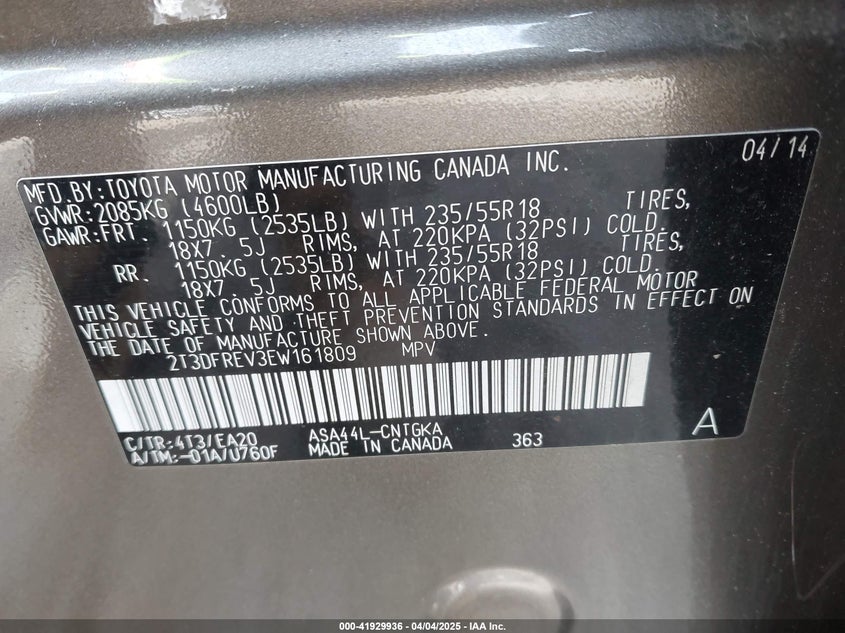 04/14
MFD.BY:TOYOTA MOTOR MANUFACTURING CANADA INC.
GVWR:2085KG (4600LB)
GAWR:FRT. 1150KG (2535LB) WITH 235/55R18 TIRES,
18X7. 5J RIMS, AT 220KPA (32PSI) COLD.
RR. 1150KG (2535LB) WITH 235/55R18 TIRES,
18X7. 5J RIMS, AT 220KPA (32PSI) COLD.
THIS VEHICLE CONFORMS TO ALL APPLICABLE FEDERAL MOTOR
VEHICLE SAFETY AND THEFT PREVENTION STANDARDS IN EFFECT ON
THE DATE OF MANUFACTURE SHOWN ABOVE.
2T3DFREV3EW161809 MPV
C/TR:4T3/EA20 ASA44L-CNTGKA
A/TM:-01A/U760F MADE IN CANADA 363 A
000-41929936 - 04/04/2025 - IAA Inc.